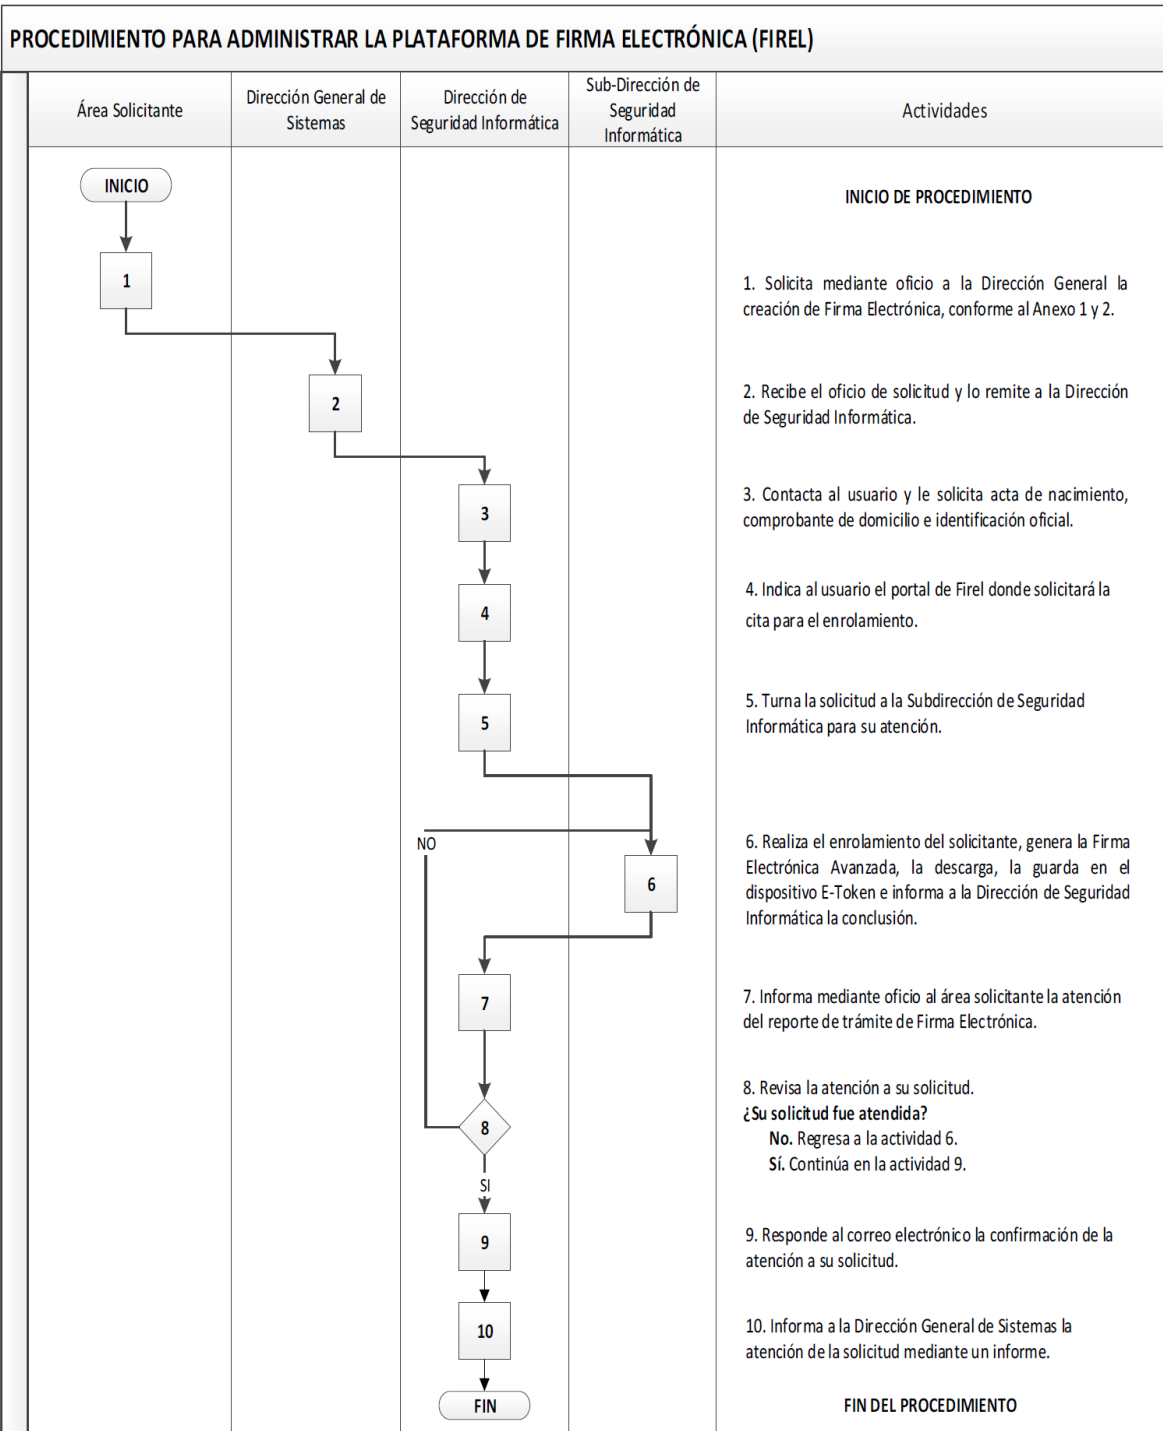 PROCEDIMIENTO PARA ADMINISTRAR LA PLATAFORMA DE FIRMA ELECTRÓNICA (FIREL)
Área Solicitante
Dirección General de
Sistemas
Dirección de
Seguridad Informática
Sub-Dirección de
Seguridad
Informática
Actividades
INICIO
INICIO DE PROCEDIMIENTO
1
1. Solicita mediante oficio a la Dirección General la
creación de Firma Electrónica, conforme al Anexo 1 y 2.
2
2. Recibe el oficio de solicitud y lo remite a la Dirección
de Seguridad Informática.
3
3. Contacta al usuario y le solicita acta de nacimiento,
comprobante de domicilio e identificación oficial.
4
4. Indica al usuario el portal de Firel donde solicitará la
cita para el enrolamiento.
5
5. Turna la solicitud a la Subdirección de Seguridad
Informática para su atención.
NO
6
6. Realiza el enrolamiento del solicitante, genera la Firma
Electrónica Avanzada, la descarga, la guarda en el
dispositivo E-Token e informa a la Dirección de Seguridad
Informática la conclusión.
7
7. Informa mediante oficio al área solicitante la atención
del reporte de trámite de Firma Electrónica.
8
8. Revisa la atención a su solicitud.
¿Su solicitud fue atendida?
No. Regresa a la actividad 6.
Sí. Continúa en la actividad 9.
SI
9
9. Responde al correo electrónico la confirmación de la
atención a su solicitud.
10
10. Informa a la Dirección General de Sistemas la
atención de la solicitud mediante un informe.
FIN
FIN DEL PROCEDIMIENTO